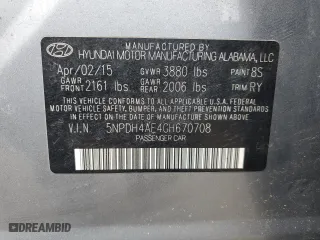 MANUFACTURED BY
HYUNDAI MOTOR MANUFACTURING ALABAMA, LLC
Apr/02/15 GVWR 3880 lbs PAINT 8S
GAWR FRONT 2161 lbs GAWR REAR 2006 lbs TRIM RY
THIS VEHICLE CONFORMS TO ALL APPLICABLE U.S. FEDERAL MOTOR VEHICLE SAFETY, BUMPER, AND THEFT PREVENTION STANDARDS IN EFFECT ON THE DATE OF MANUFACTURE SHOWN ABOVE.
PASSENGER CAR
V.I.N. 5NPDH4AE4GH670708